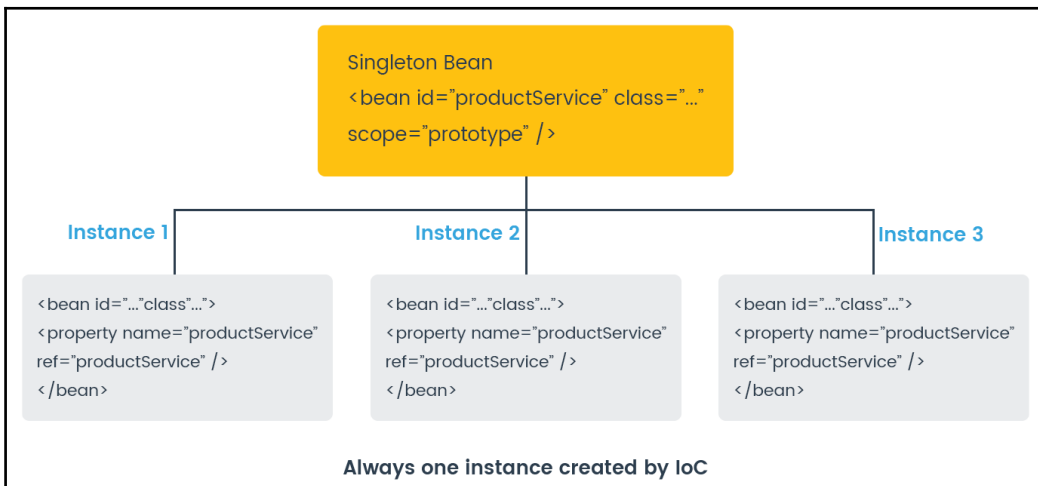 Singleton Bean
<bean id=”productService” class=”...”
scope=”prototype” />
Instance 1
Instance 2
Instance 3
<bean id=”...”class”...”>
<property name=”productService”
ref=”productService” />
</bean>
<bean id=”...”class”...”>
<property name=”productService”
ref=”productService” />
</bean>
<bean id=”...”class”...”>
<property name=”productService”
ref=”productService” />
</bean>
Always one instance created by IoC